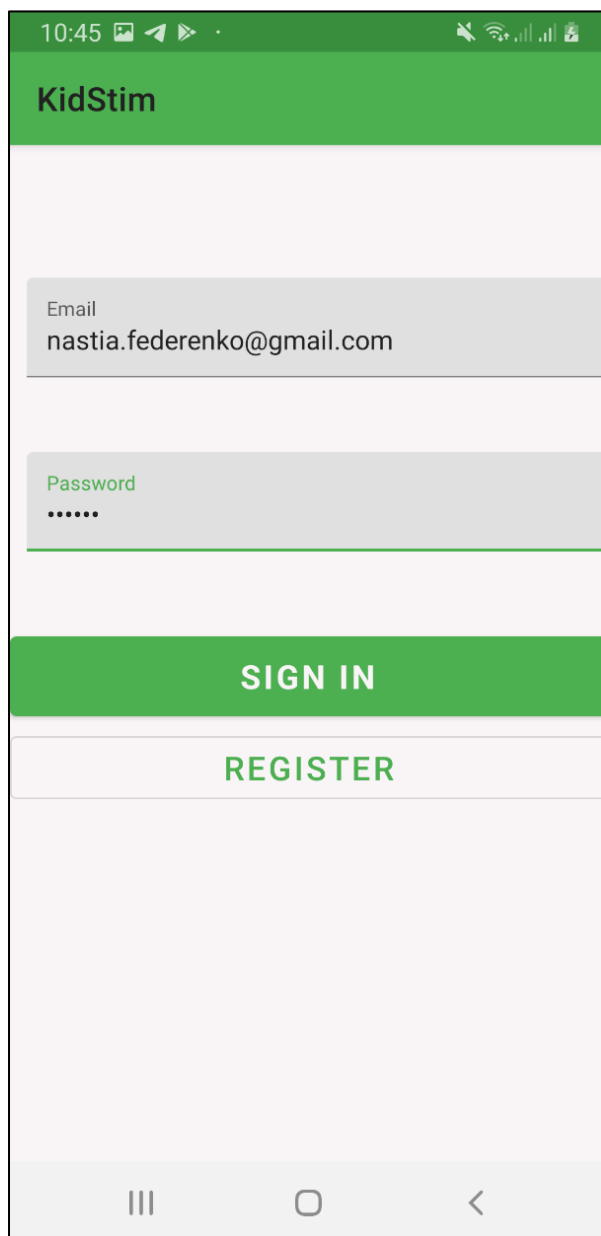 10:45
KidStim
Email
nastia.federenko@gmail.com
Password
••••••
SIGN IN
REGISTER